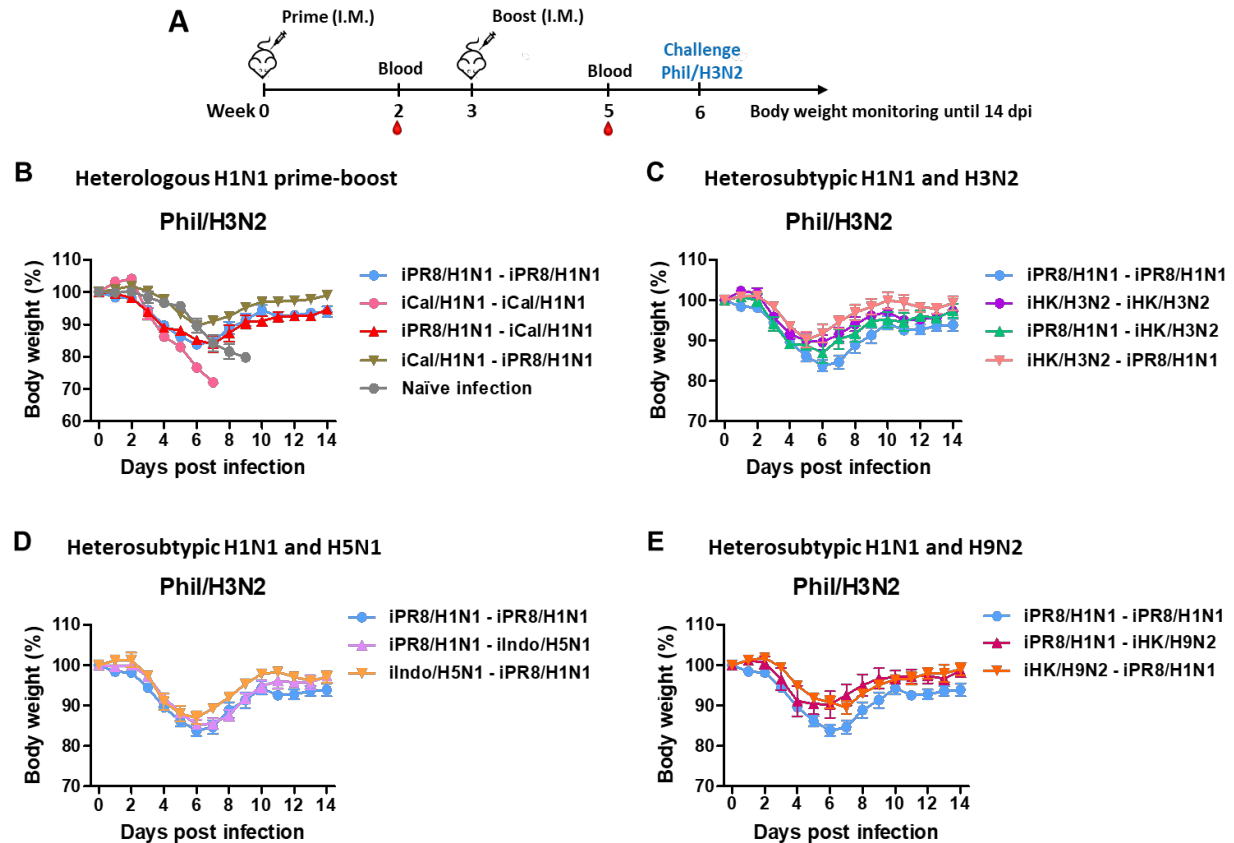 A
Prime (I.M.)
Boost (I.M.)
Blood
Blood
Challenge
Phil/H3N2
Week 0 2 3 5 6 Body weight monitoring until 14 dpi
B Heterologous H1N1 prime-boost
Phil/H3N2
Body weight (%)
110
100
90
80
70
60
0 2 4 6 8 10 12 14
Days post infection
iPR8/H1N1 - iPR8/H1N1
iCal/H1N1 - iCal/H1N1
iPR8/H1N1 - iCal/H1N1
iCal/H1N1 - iPR8/H1N1
Naïve infection
C Heterosubtypic H1N1 and H3N2
Phil/H3N2
Body weight (%)
110
100
90
80
70
0 2 4 6 8 10 12 14
Days post infection
iPR8/H1N1 - iPR8/H1N1
iHK/H3N2 - iHK/H3N2
iPR8/H1N1 - iHK/H3N2
iHK/H3N2 - iPR8/H1N1
D Heterosubtypic H1N1 and H5N1
Phil/H3N2
Body weight (%)
110
100
90
80
70
0 2 4 6 8 10 12 14
Days post infection
iPR8/H1N1 - iPR8/H1N1
iPR8/H1N1 - iIndo/H5N1
iIndo/H5N1 - iPR8/H1N1
E Heterosubtypic H1N1 and H9N2
Phil/H3N2
Body weight (%)
110
100
90
80
70
0 2 4 6 8 10 12 14
Days post infection
iPR8/H1N1 - iPR8/H1N1
iPR8/H1N1 - iHK/H9N2
iHK/H9N2 - iPR8/H1N1